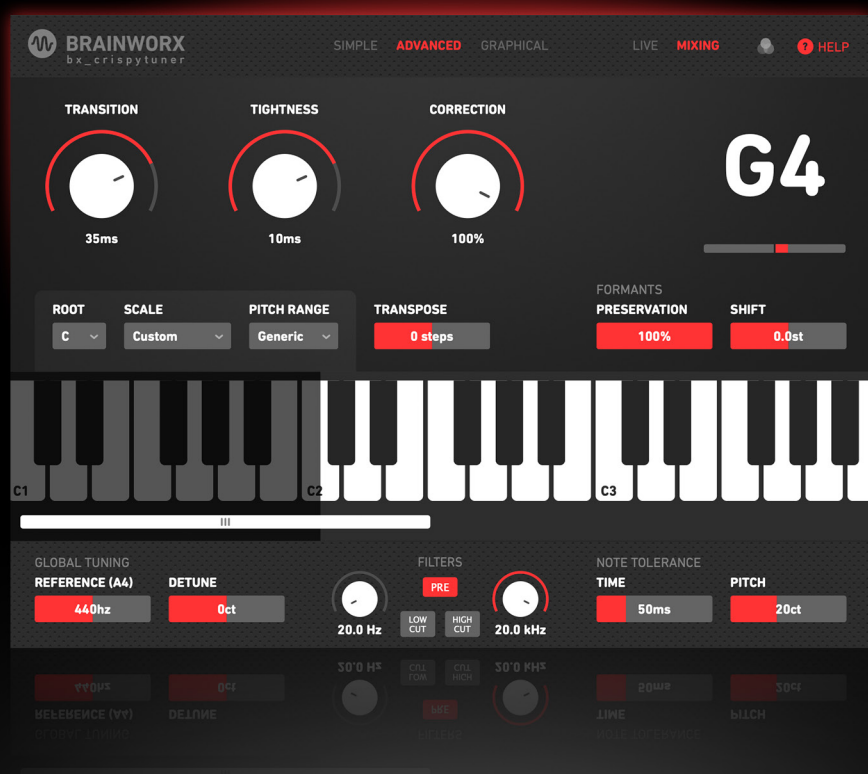 BRAINWORX
bx_crispytuner
SIMPLE ADVANCED GRAPHICAL LIVE MIXING ? HELP
TRANSITION TIGHTNESS CORRECTION
G4
35ms 10ms 100%
FORMANTS
ROOT SCALE PITCH RANGE TRANSPOSE PRESERVATION SHIFT
C Custom Generic 0 steps 100% 0.0st
C1 C2 C3
GLOBAL TUNING FILTERS NOTE TOLERANCE
REFERENCE (A4) DETUNE PRE TIME PITCH
440hz 0ct 50ms 20ct
LOW CUT HIGH CUT
20.0 Hz 20.0 kHz